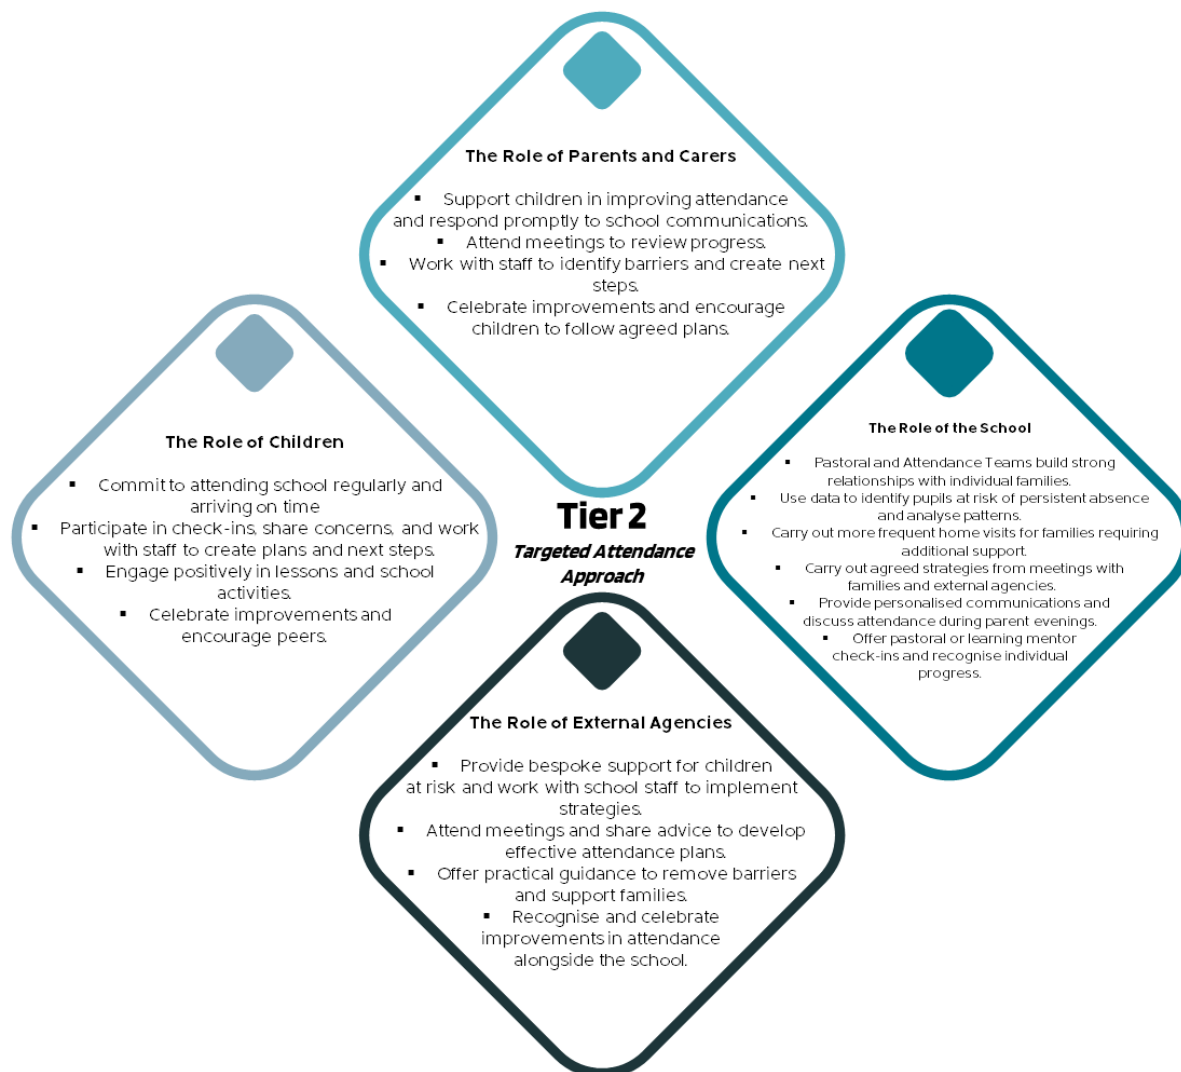 The Role of Parents and Carers
▪ Support children in improving attendance
and respond promptly to school communications.
▪ Attend meetings to review progress.
▪ Work with staff to identify barriers and create next
steps.
▪ Celebrate improvements and encourage
children to follow agreed plans.
The Role of Children
▪ Commit to attending school regularly and
arriving on time
▪ Participate in check-ins, share concerns, and work
with staff to create plans and next steps.
▪ Engage positively in lessons and school
activities.
▪ Celebrate improvements and
encourage peers.
Tier 2
Targeted Attendance
Approach
The Role of the School
▪ Pastoral and Attendance Teams build strong
relationships with individual families.
▪ Use data to identify pupils at risk of persistent absence
and analyse patterns.
▪ Carry out more frequent home visits for families requiring
additional support.
▪ Carry out agreed strategies from meetings with
families and external agencies.
▪ Provide personalised communications and
discuss attendance during parent evenings.
▪ Offer pastoral or learning mentor
check-ins and recognise individual
progress.
The Role of External Agencies
▪ Provide bespoke support for children
at risk and work with school staff to implement
strategies.
▪ Attend meetings and share advice to develop
effective attendance plans.
▪ Offer practical guidance to remove barriers
and support families.
▪ Recognise and celebrate
improvements in attendance
alongside the school.